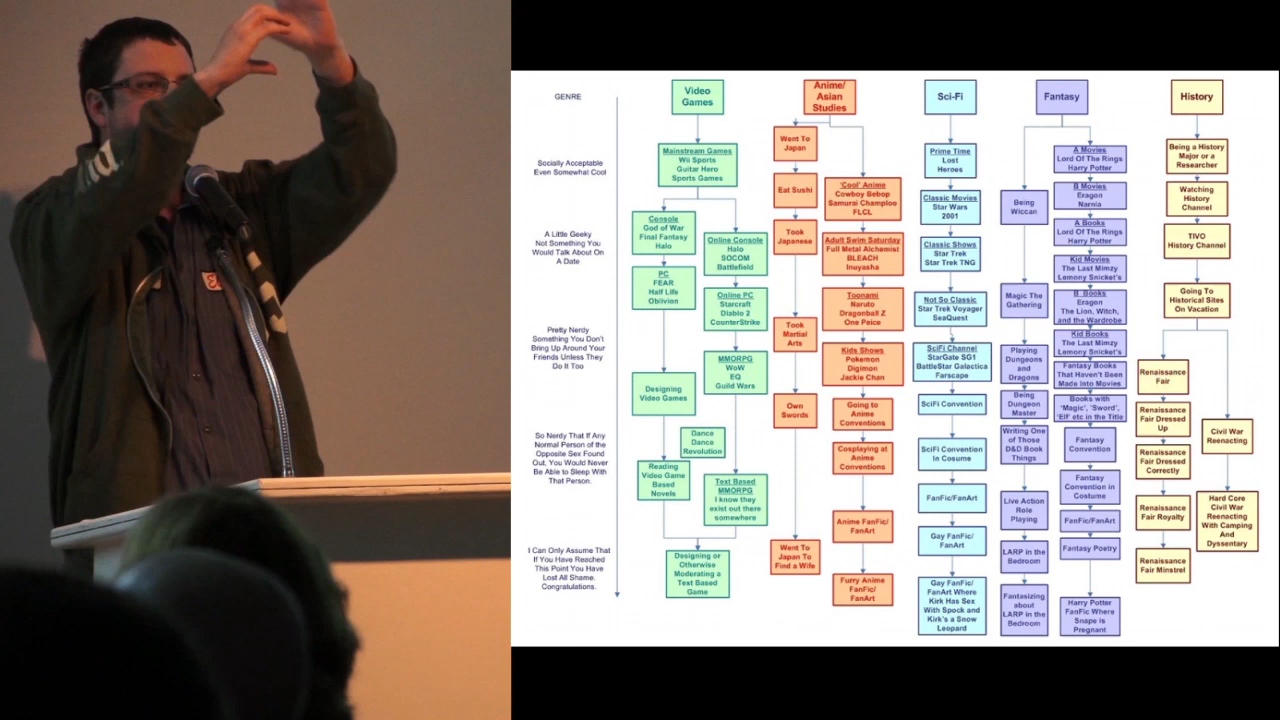 GENRE
Socially Acceptable
Even Somewhat Cool
A Little Geeky
Not Something You
Would Talk About On
A Date
Pretty Nerdy
Something You Don't
Bring Up Around Your
Friends Unless They
Do It Too
So Nerdy That If Any
Normal Person of the
Opposite Sex Found
Out, You Would Never
Be Able to Sleep With
That Person.
I Can Only Assume That
If You Have Reached
This Point You Have
Lost All Shame.
Congratulations.
Video
Games
Mainstream Games
Wii Sports
Guitar Hero
Sports Games
Console
God of War
Final Fantasy
Halo
PC
FEAR
Half Life
Oblivion
Designing
Video Games
Reading
Video Game
Based
Novels
Online Console
Halo
SOCOM
Battlefield
Online PC
Starcraft
Diablo 2
CounterStrike
MMORPG
WoW
EQ
Guild Wars
Dance
Dance
Revolution
Text Based
MMORPG
I know they
exist out there
somewhere
Designing or
Otherwise
Moderating a
Text Based
Game
Anime/
Asian
Studies
Went To
Japan
Eat Sushi
Took
Japanese
Took
Martial
Arts
Own
Swords
Went To
Japan To
Find a Wife
'Cool' Anime
Cowboy Bebop
Samurai Champloo
FLCL
Adult Swim Saturday
Full Metal Alchemist
BLEACH
Inuyasha
Toonami
Naruto
Dragonball Z
One Peice
Kids Shows
Pokemon
Digimon
Jackie Chan
Going to
Anime
Conventions
Cosplaying at
Anime
Conventions
Anime FanFic/
FanArt
Furry Anime
FanFic/
FanArt
Sci-Fi
Prime Time
Lost
Heroes
Classic Movies
Star Wars
2001
Classic Shows
Star Trek
Star Trek TNG
Not So Classic
Star Trek Voyager
SeaQuest
SciFi Channel
StarGate SG1
BattleStar Galactica
Farscape
SciFi Convention
SciFi Convention
In Cosume
FanFic/FanArt
Gay FanFic/
FanArt
Gay FanFic/
FanArt Where
Kirk Has Sex
With Spock and
Kirk's a Snow
Leopard
Fantasy
Being
Wiccan
Magic The
Gathering
Playing
Dungeons
and
Dragons
Being
Dungeon
Master
Writing One
of Those
D&D Book
Things
Live Action
Role
Playing
LARP in the
Bedroom
Fantasizing
about
LARP in the
Bedroom
A Movies
Lord Of The Rings
Harry Potter
B Movies
Eragon
Narnia
A Books
Lord Of The Rings
Harry Potter
Kid Movies
The Last Mimzy
Lemony Snicket's
B Books
Eragon
The Lion, Witch,
and the Wardrobe
Kid Books
The Last Mimzy
Lemony Snicket's
Fantasy Books
That Haven't Been
Made Into Movies
Books with
'Magic', 'Sword',
'Elf' etc in the Title
Fantasy
Convention
Fantasy
Convention in
Costume
FanFic/FanArt
Fantasy Poetry
Harry Potter
FanFic Where
Snape is
Pregnant
History
Being a History
Major or a
Researcher
Watching
History
Channel
TIVO
History Channel
Going To
Historical Sites
On Vacation
Renaissance
Fair
Renaissance
Fair Dressed
Up
Renaissance
Fair Dressed
Correctly
Renaissance
Fair Royalty
Renaissance
Fair Minstrel
Civil War
Reenacting
Hard Core
Civil War
Reenacting
With Camping
And
Dyssentary